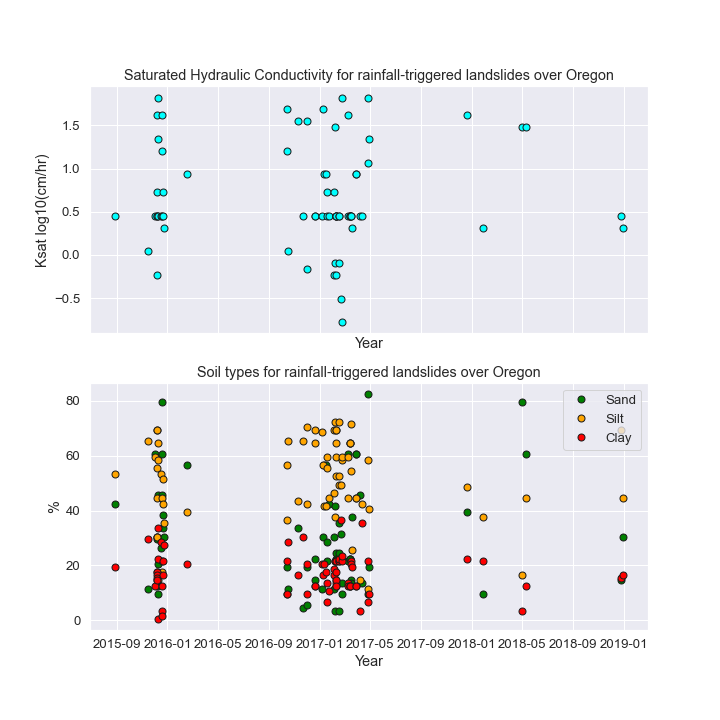 Saturated Hydraulic Conductivity for rainfall-triggered landslides over Oregon
1.5
1.0
0.5
0.0
−0.5
Ksat log10(cm/hr)
Year
Soil types for rainfall-triggered landslides over Oregon
80
60
40
20
0
%
Sand
Silt
Clay
2015-09 2016-01 2016-05 2016-09 2017-01 2017-05 2017-09 2018-01 2018-05 2018-09 2019-01
Year